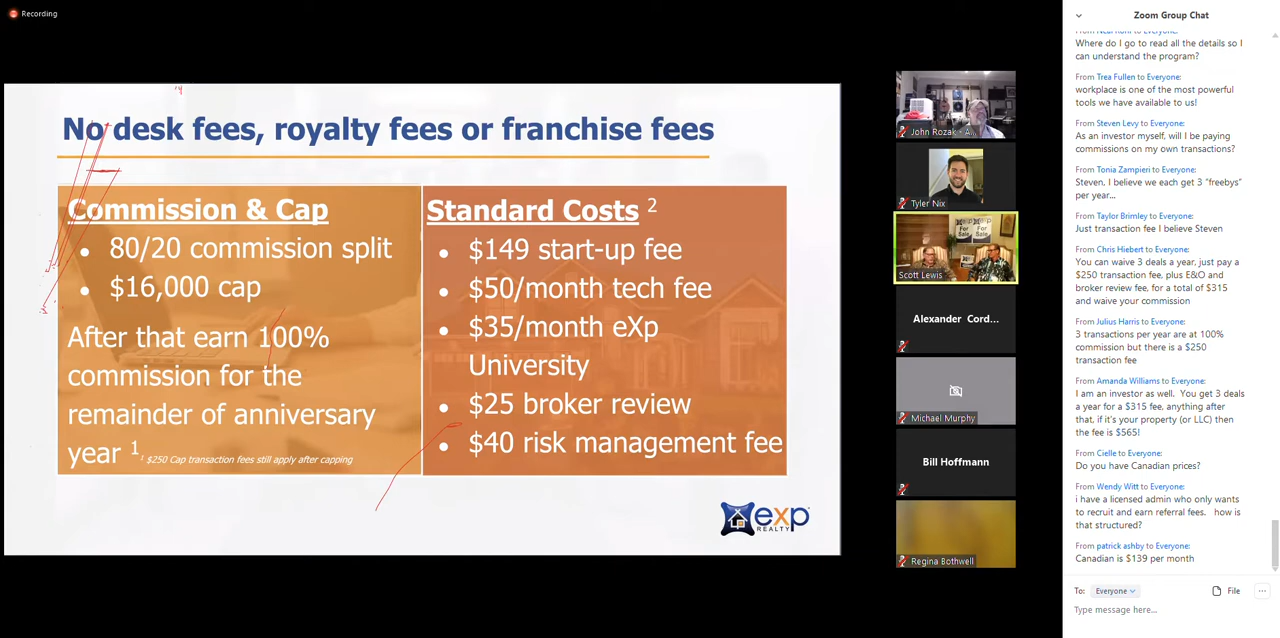 Recording
No desk fees, royalty fees or franchise fees
Commission & Cap
• 80/20 commission split
• $16,000 cap
After that earn 100%
commission for the
remainder of anniversary
year 1
1 $250 Cap transaction fees still apply after capping
Standard Costs 2
• $149 start-up fee
• $50/month tech fee
• $35/month eXp
University
• $25 broker review
• $40 risk management fee
exp
REALTY
John Rozak - A...
Tyler Nix
For
Sale
For
Sale
Scott Lewis
Alexander Cord...
Michael Murphy
Bill Hoffmann
Regina Bothwell
Zoom Group Chat
to Everyone:
Where do I go to read all the details so I
can understand the program?
From Trea Fullen to Everyone:
workplace is one of the most powerful
tools we have available to us!
From Steven Levy to Everyone:
As an investor myself, will I be paying
commissions on my own transactions?
From Tonia Zampieri to Everyone:
Steven, I believe we each get 3 "freebys"
per year...
From Taylor Brimley to Everyone:
Just transaction fee I believe Steven
From Chris Hiebert to Everyone:
You can waive 3 deals a year, just pay a
$250 transaction fee, plus E&O and
broker review fee, for a total of $315
and waive your commission
From Julius Harris to Everyone:
3 transactions per year are at 100%
commission but there is a $250
transaction fee
From Amanda Williams to Everyone:
I am an investor as well. You get 3 deals
a year for a $315 fee, anything after
that, if it's your property (or LLC) then
the fee is $565!
From Cielle to Everyone:
Do you have Canadian prices?
From Wendy Witt to Everyone:
i have a licensed admin who only wants
to recruit and earn referral fees. how is
that structured?
From patrick ashby to Everyone:
Canadian is $139 per month
To: Everyone
File
...
Type message here...